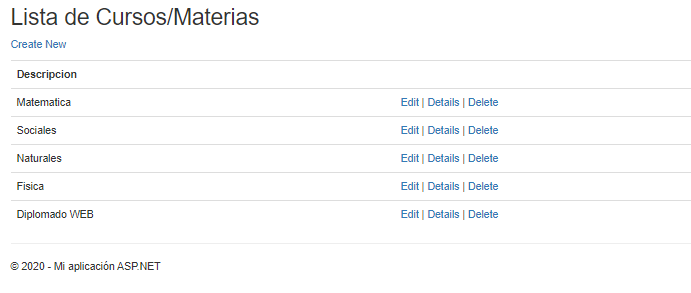 Lista de Cursos/Materias
Create New
Descripcion
Matematica Edit | Details | Delete
Sociales Edit | Details | Delete
Naturales Edit | Details | Delete
Fisica Edit | Details | Delete
Diplomado WEB Edit | Details | Delete
© 2020 - Mi aplicación ASP.NET